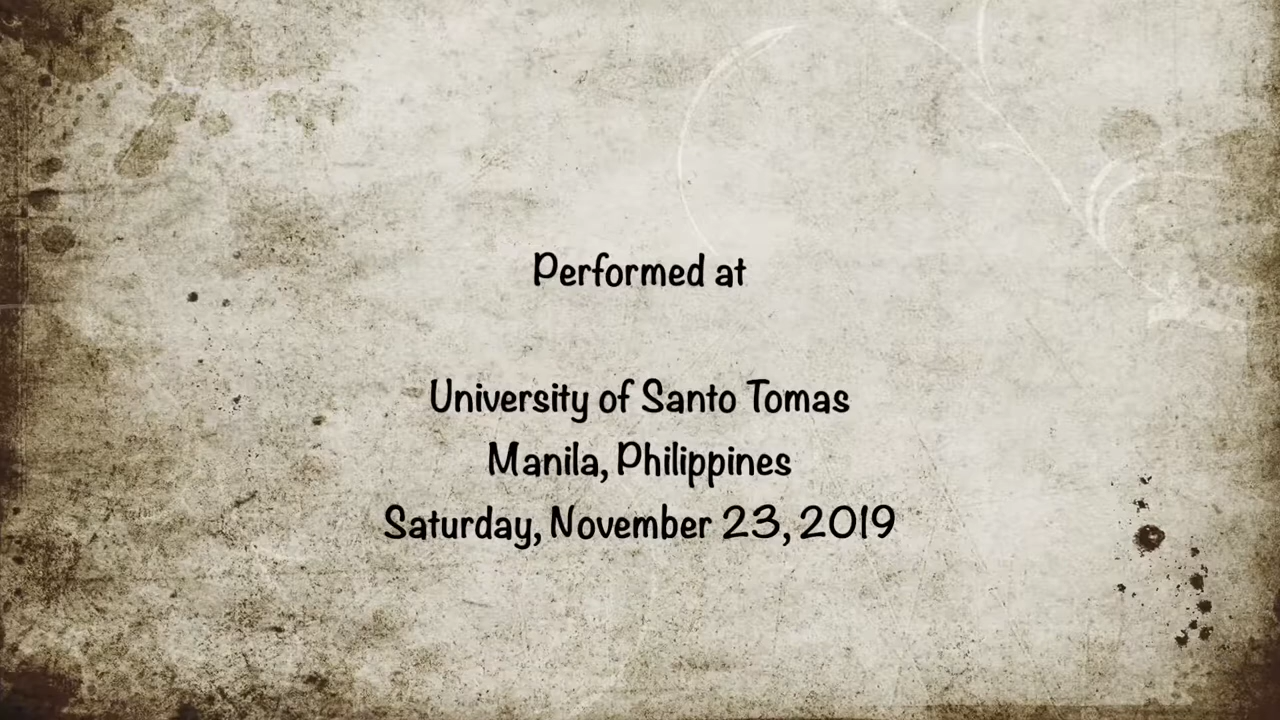 Performed at
University of Santo Tomas
Manila, Philippines
Saturday, November 23, 2019